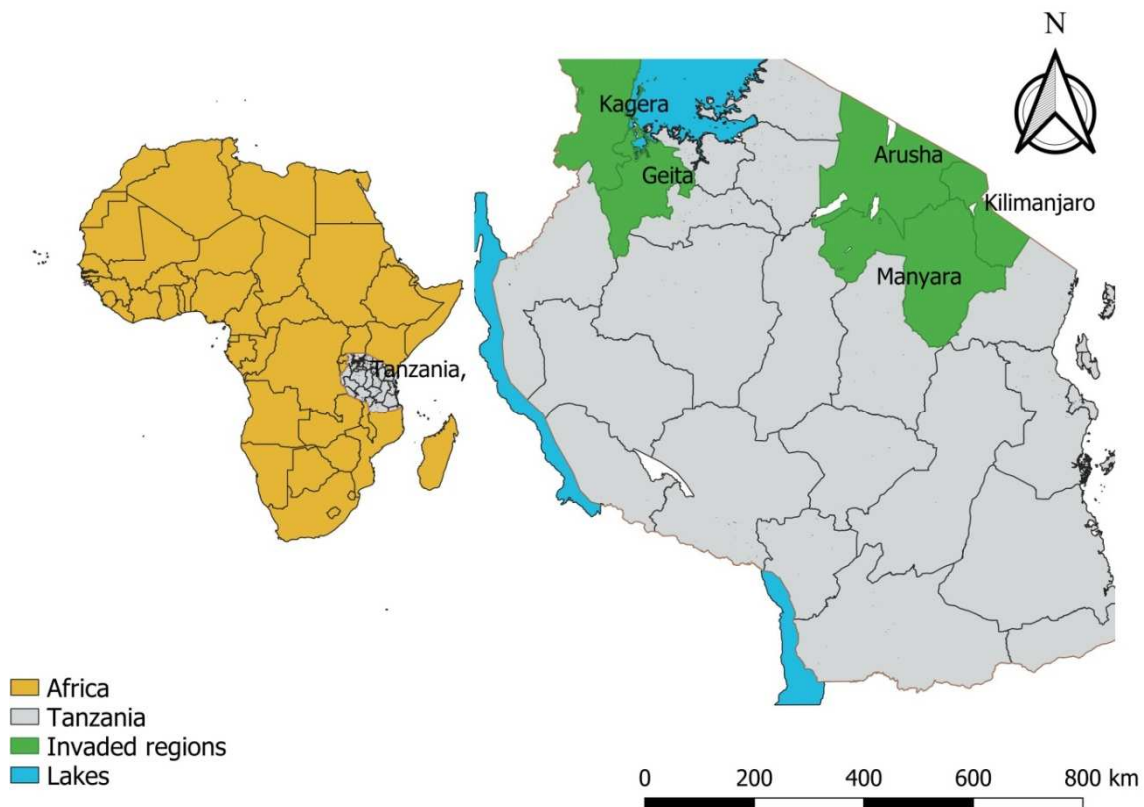 N
Kagera
Geita
Arusha
Kilimanjaro
Manyara
Tanzania,
Africa
Tanzania
Invaded regions
Lakes
0 200 400 600 800 km